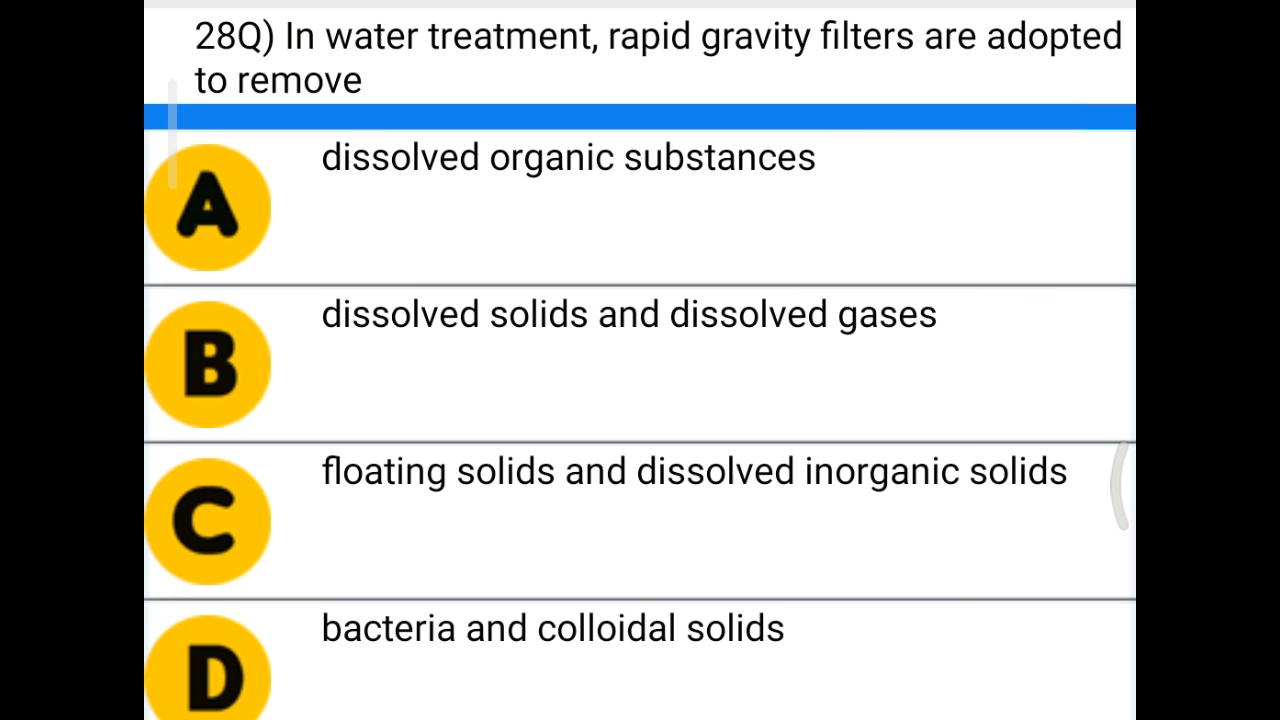 28Q) In water treatment, rapid gravity filters are adopted
to remove
A
dissolved organic substances
B
dissolved solids and dissolved gases
C
floating solids and dissolved inorganic solids
D
bacteria and colloidal solids